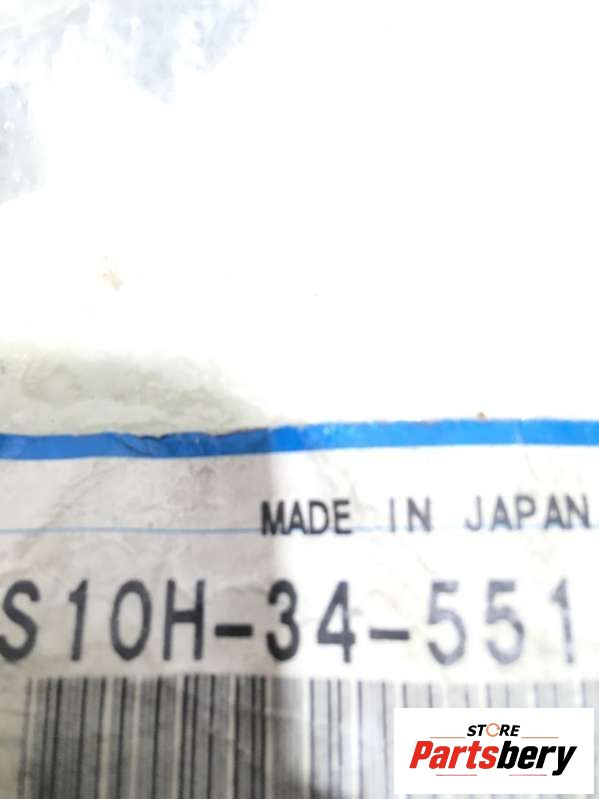 MADE IN JAPAN
S10H-34-551
STORE
Partsbery